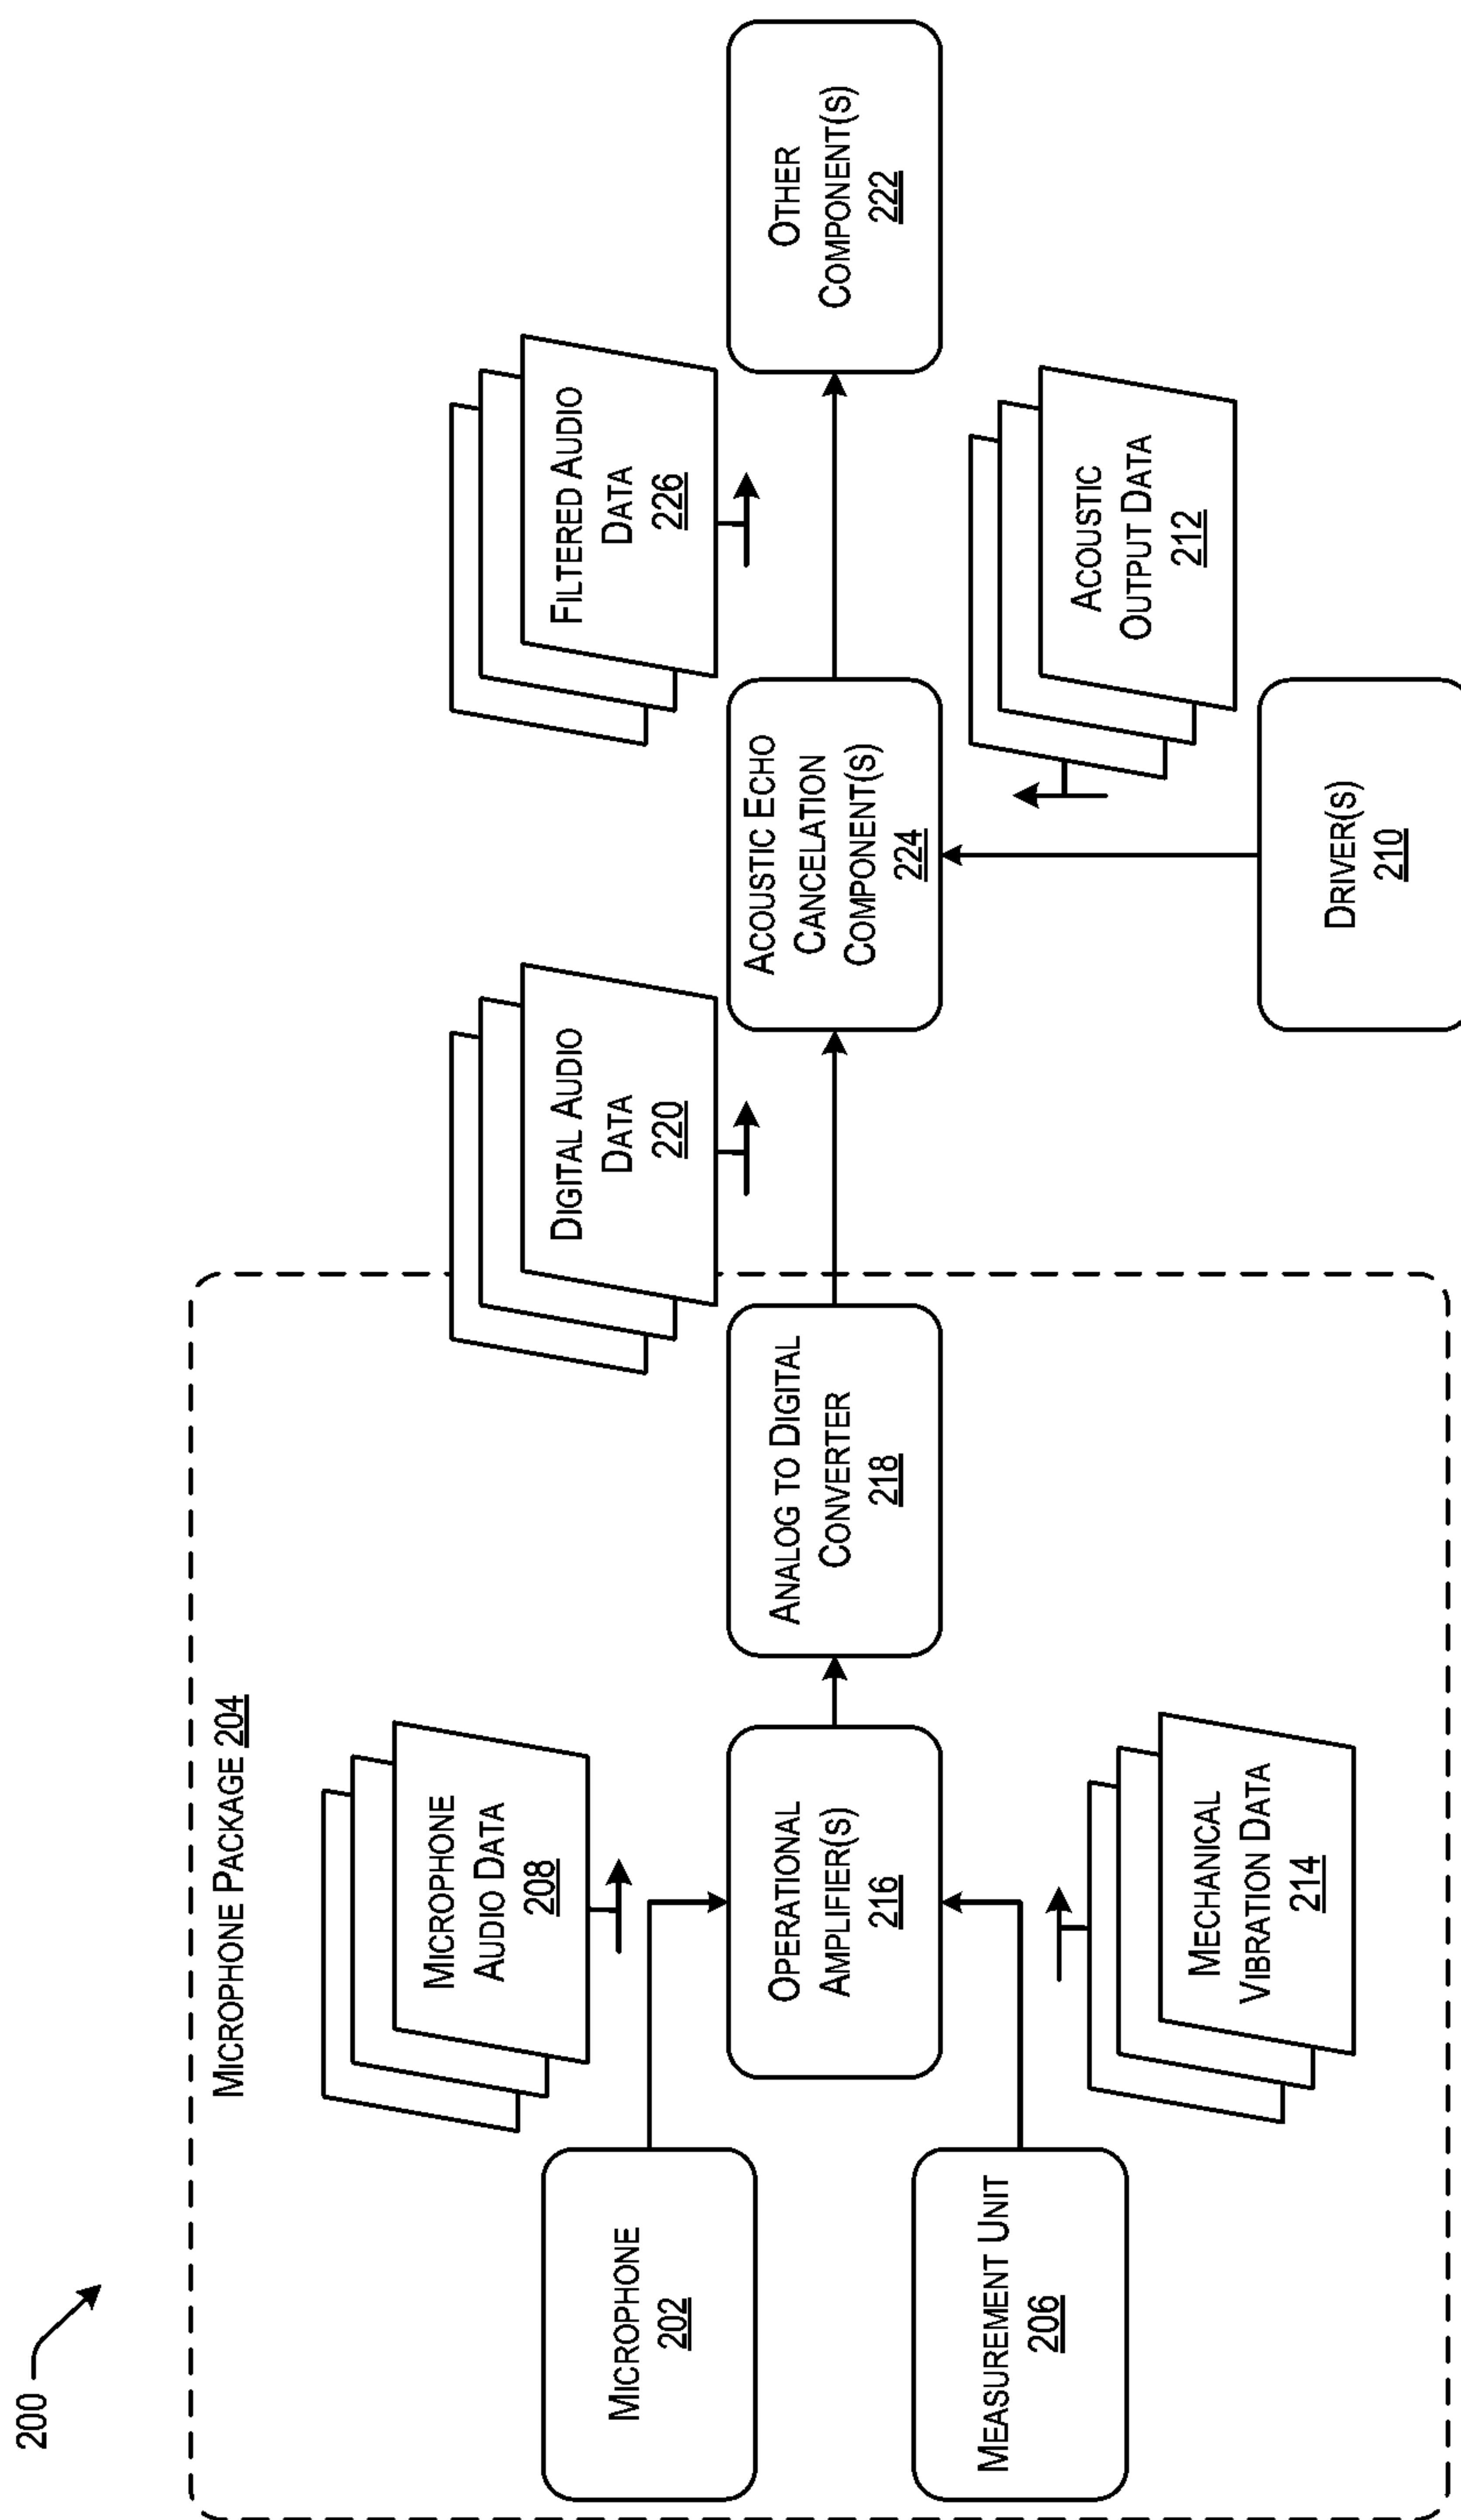 200
MICROPHONE PACKAGE 204
MICROPHONE
202
MICROPHONE
AUDIO DATA
208
MEASUREMENT UNIT
206
MECHANICAL
VIBRATION DATA
214
OPERATIONAL
AMPLIFIER(S)
216
ANALOG TO DIGITAL
CONVERTER
218
DIGITAL AUDIO
DATA
220
ACOUSTIC ECHO
CANCELATION
COMPONENT(S)
224
DRIVER(S)
210
ACOUSTIC
OUTPUT DATA
212
FILTERED AUDIO
DATA
226
OTHER
COMPONENT(S)
222